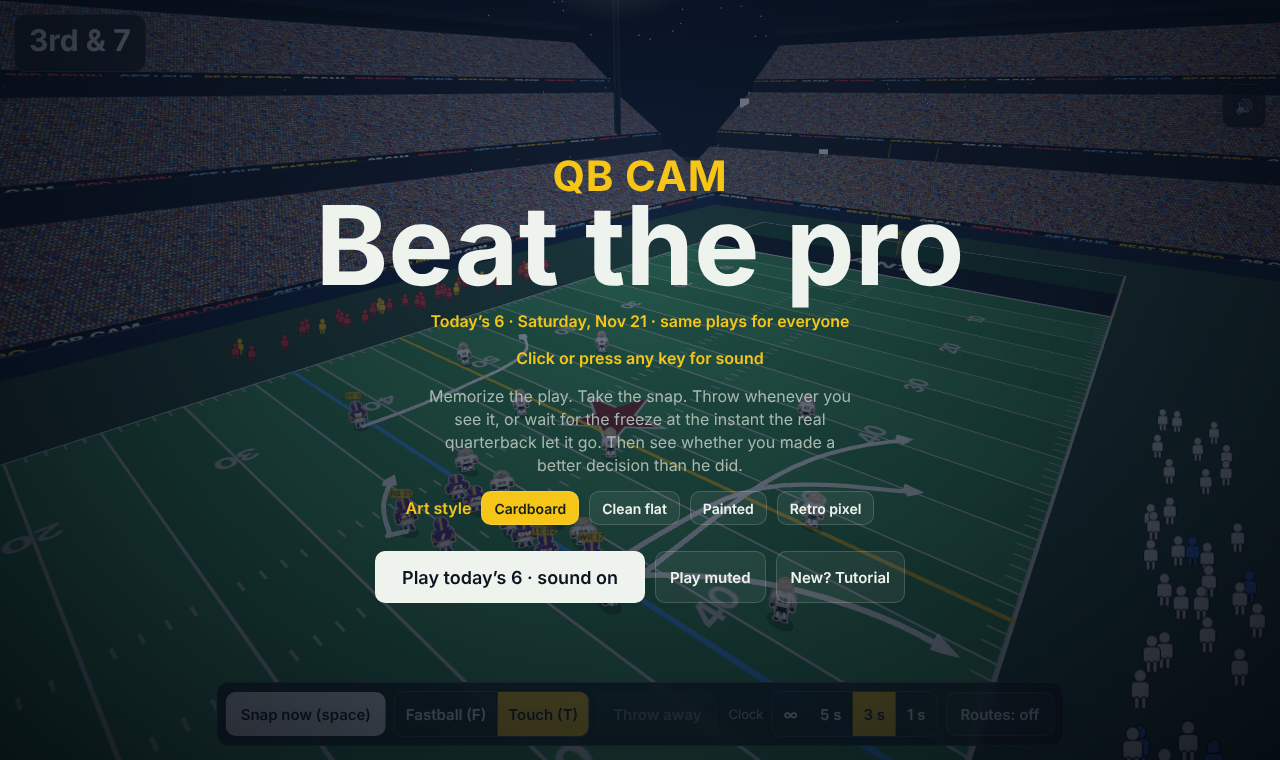 3rd & 7
QB CAM
Beat the pro
Today's 6 · Saturday, Nov 21 · same plays for everyone
Click or press any key for sound
Memorize the play. Take the snap. Throw whenever you
see it, or wait for the freeze at the instant the real
quarterback let it go. Then see whether you made a
better decision than he did.
Art style
Cardboard
Clean flat
Painted
Retro pixel
Play today's 6 · sound on
Play muted
New? Tutorial
Snap now (space)
Fastball (F)
Touch (T)
Throw away
Clock
∞
5 s
3 s
1 s
Routes: off